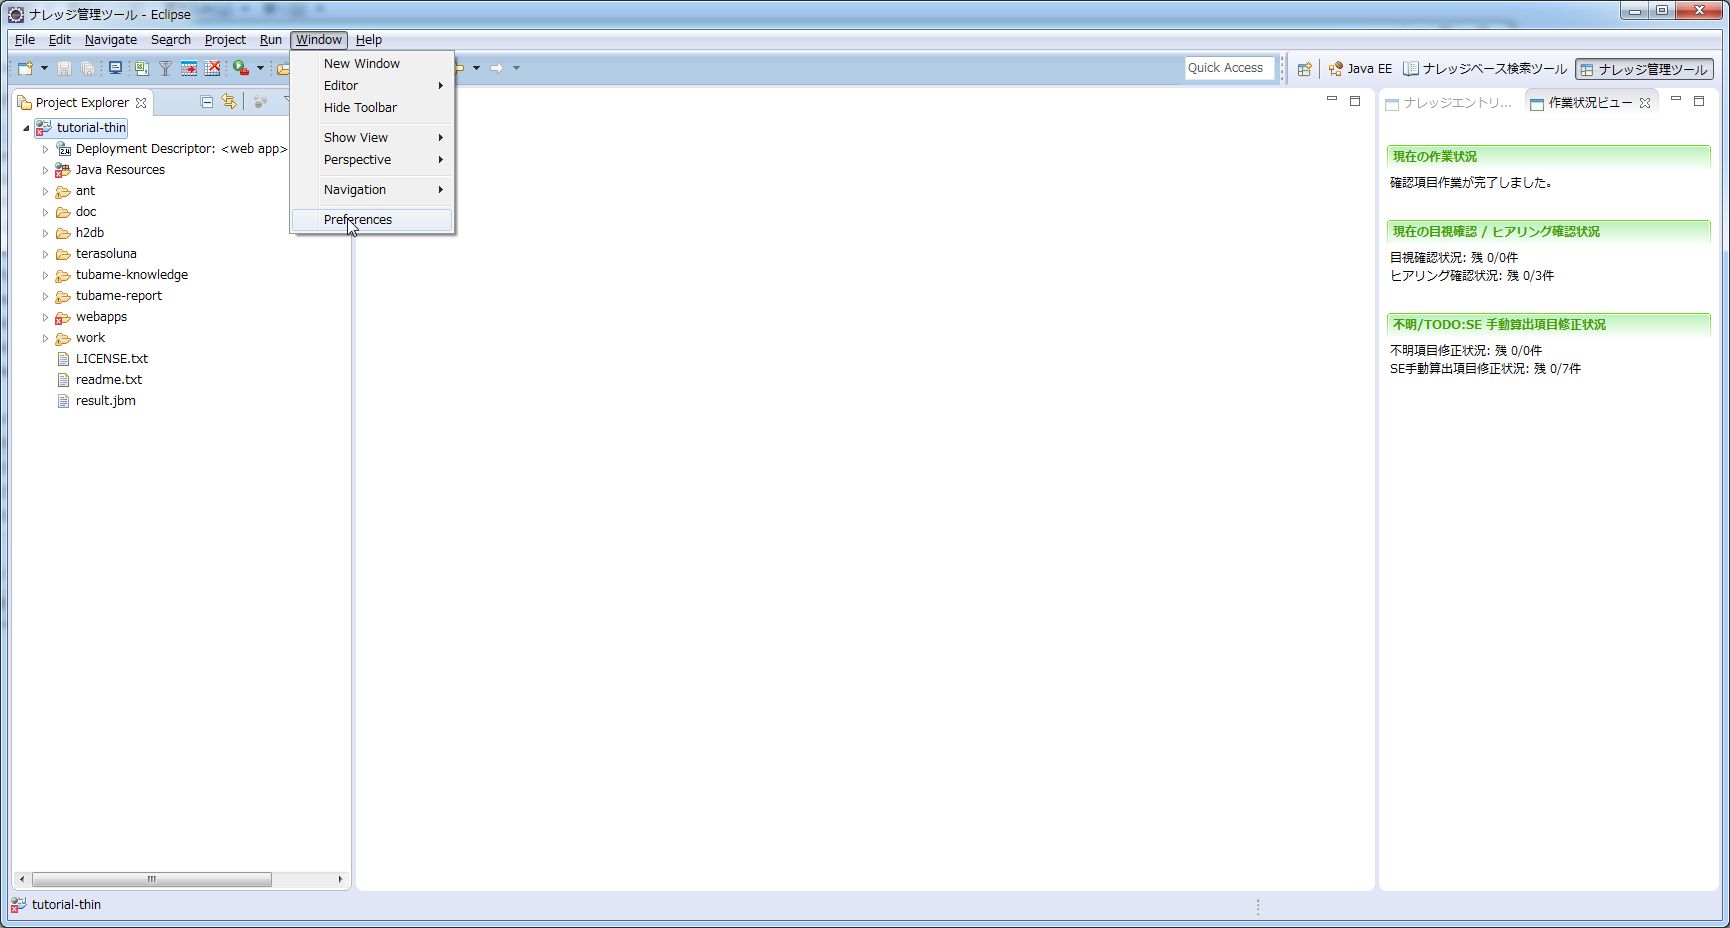 ナレッジ管理ツール - Eclipse
File Edit Navigate Search Project Run Window Help
Quick Access
Java EE
ナレッジベース検索ツール
ナレッジ管理ツール
New Window
Editor
Hide Toolbar
Show View
Perspective
Navigation
Preferences
Project Explorer
tutorial-thin
Deployment Descriptor: <web app>
Java Resources
ant
doc
h2db
terasoluna
tubame-knowledge
tubame-report
webapps
work
LICENSE.txt
readme.txt
result.jbm
ナレッジエントリ...
作業状況ビュー
現在の作業状況
確認項目作業が完了しました。
現在の目視確認 / ヒアリング確認状況
目視確認状況: 残 0/0件
ヒアリング確認状況: 残 0/3件
不明/TODO:SE 手動算出項目修正状況
不明項目修正状況: 残 0/0件
SE手動算出項目修正状況: 残 0/7件
tutorial-thin